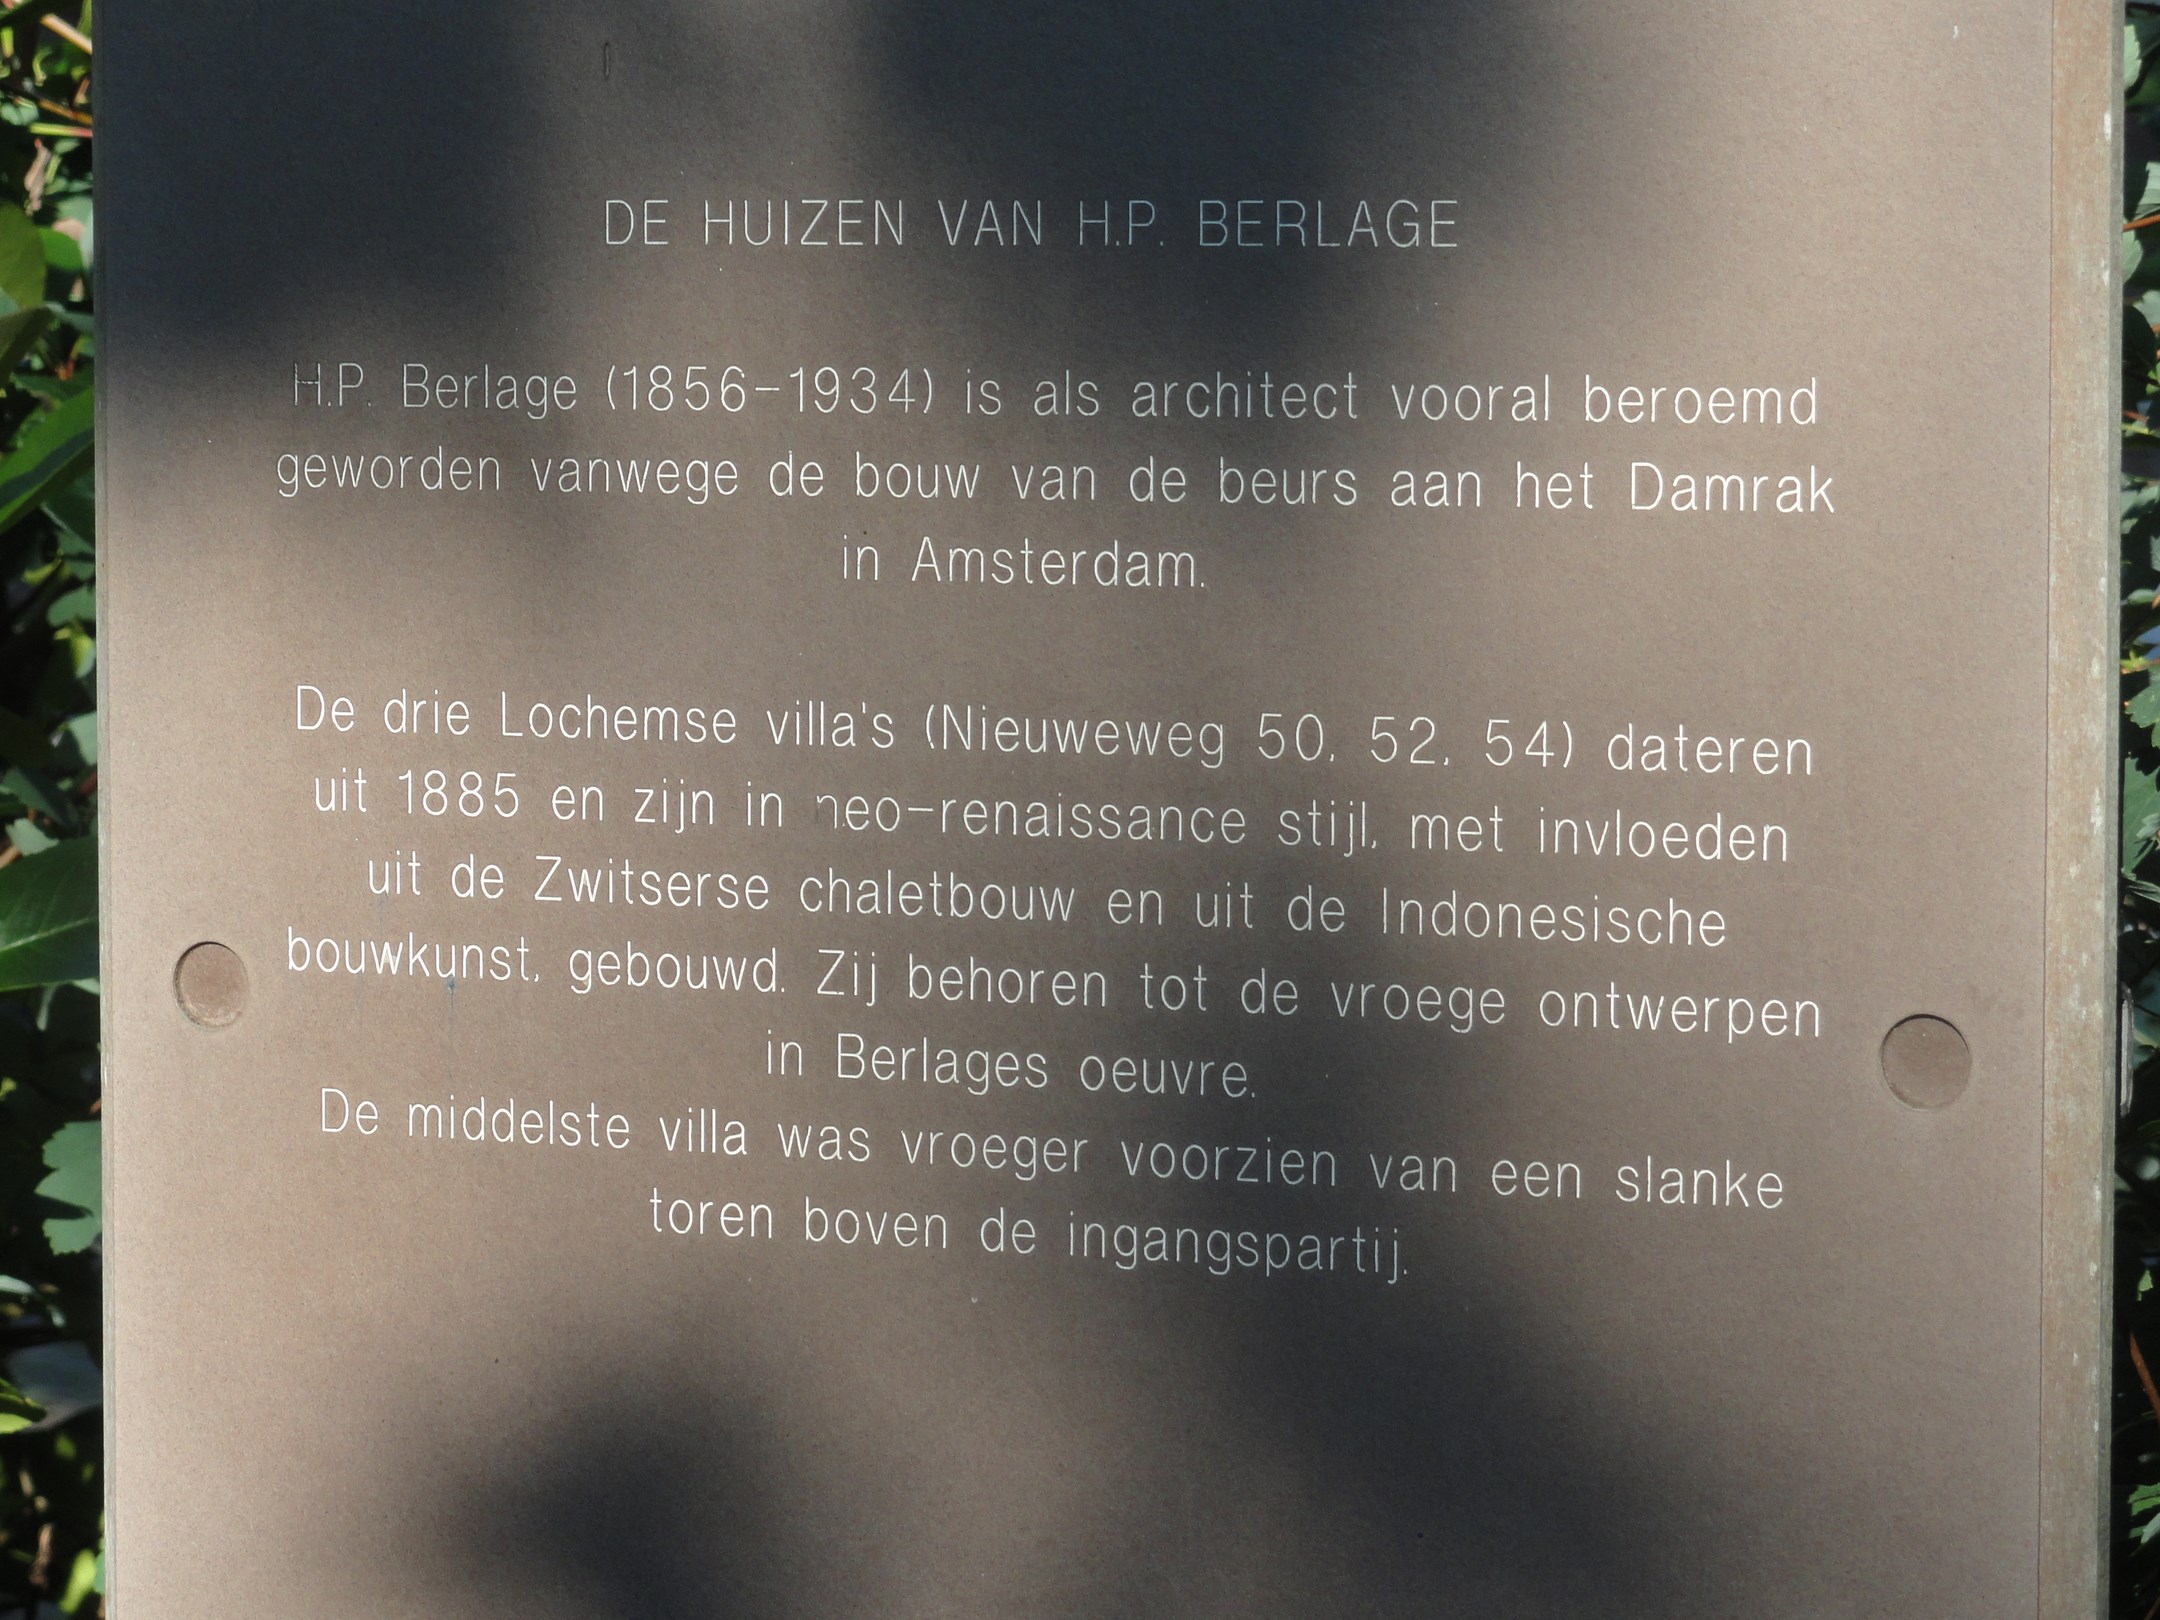 DE HUIZEN VAN H.P. BERLAGE
H.P. Berlage (1856-1934) is als architect vooral beroemd
geworden vanwege de bouw van de beurs aan het Damrak
in Amsterdam.
De drie Lochemse villa's (Nieuweweg 50, 52, 54) dateren
uit 1885 en zijn in neo-renaissance stijl, met invloeden
uit de Zwitserse chaletbouw en uit de Indonesische
bouwkunst, gebouwd. Zij behoren tot de vroege ontwerpen
in Berlages oeuvre.
De middelste villa was vroeger voorzien van een slanke
toren boven de ingangspartij.